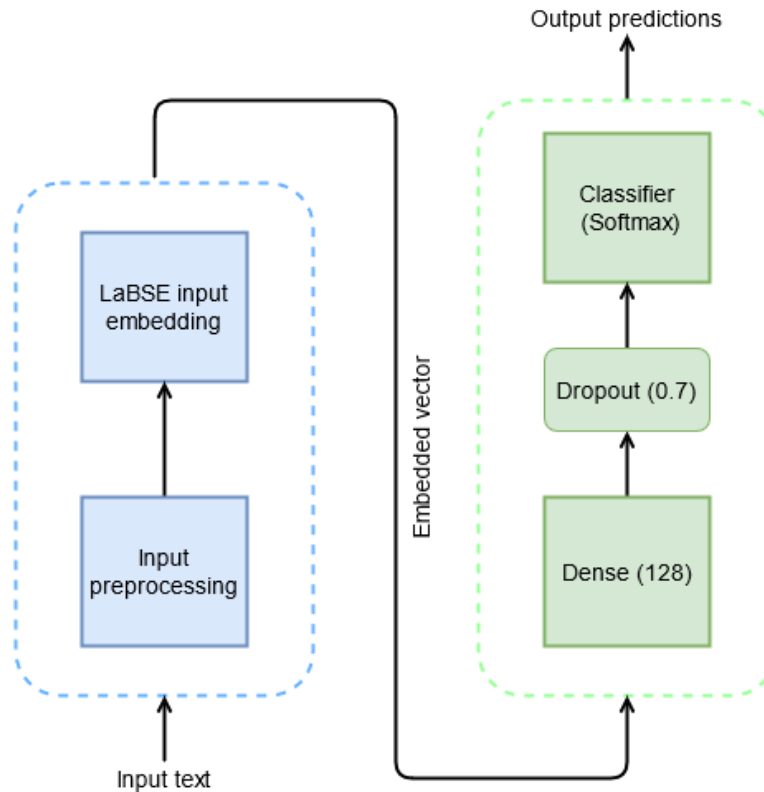 Output predictions
Classifier
(Softmax)
LaBSE input
embedding
Dropout (0.7)
Embedded vector
Input
preprocessing
Dense (128)
Input text